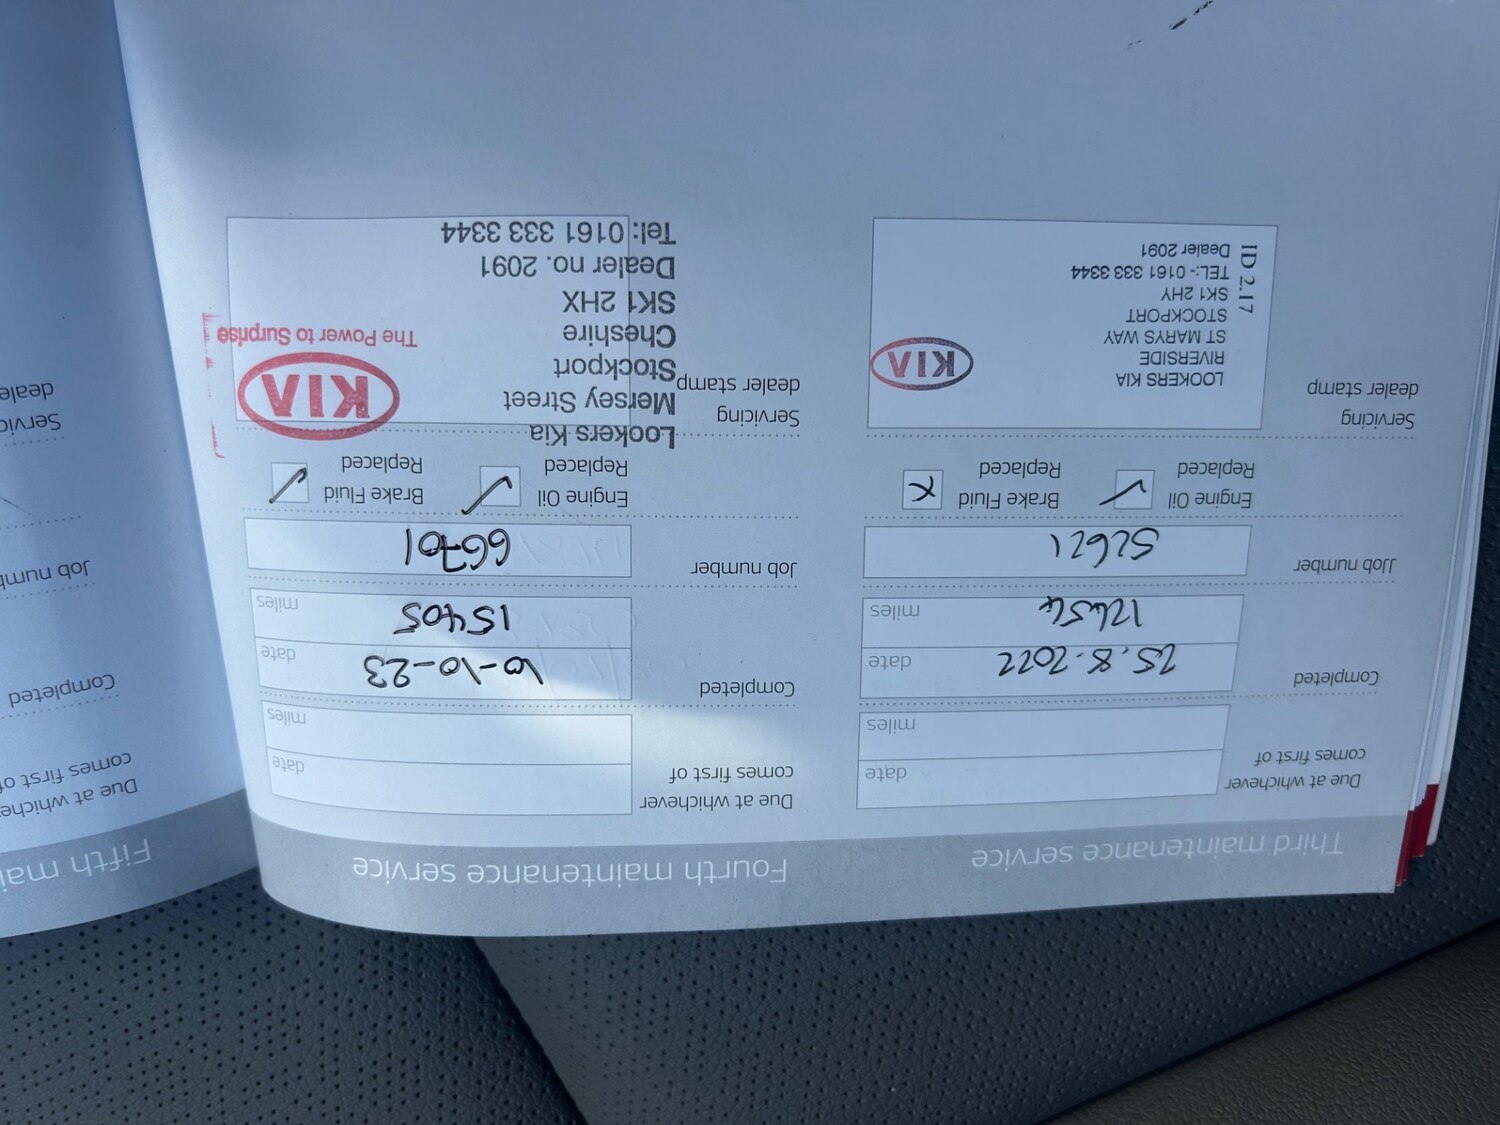 Third maintenance service
Due at whichever
comes first of
date
miles
Completed
25.8.2022 date
12454 miles
Job number
52621
Engine Oil
Replaced
Brake Fluid
Replaced
Servicing
dealer stamp
LOOKERS KIA
RIVERSIDE
ST MARYS WAY
STOCKPORT
SK1 2HY
TEL:- 0161 333 3344
Dealer 2091
ID 2.17
KIA
Fourth maintenance service
Due at whichever
comes first of
date
miles
Completed
10-10-23 date
15405 miles
Job number
66701
Engine Oil
Replaced
Brake Fluid
Replaced
Servicing
dealer stamp
Lookers Kia
Mersey Street
Stockport
Cheshire
SK1 2HX
Dealer no. 2091
Tel: 0161 333 3344
KIA
The Power to Surprise
Fifth mai
Due at whiche
comes first of
Completed
Job num
Servic
deale